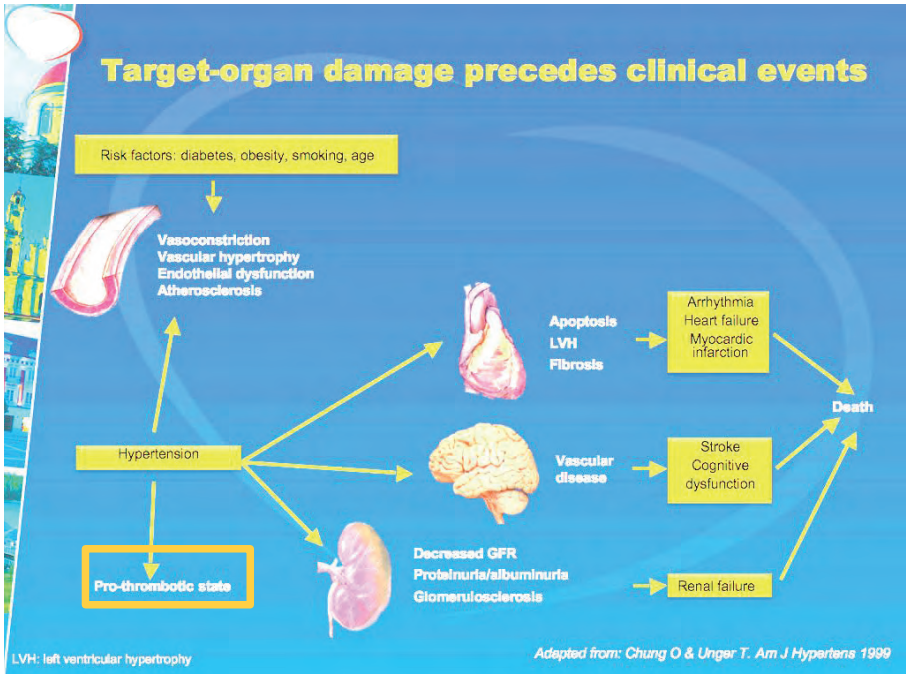 Target-organ damage precedes clinical events
Risk factors: diabetes, obesity, smoking, age
Vasoconstriction
Vascular hypertrophy
Endothelial dysfunction
Atherosclerosis
Apoptosis
LVH
Fibrosis
Arrhythmia
Heart failure
Myocardic
infarction
Death
Hypertension
Vascular
disease
Stroke
Cognitive
dysfunction
Pro-thrombotic state
Decreased GFR
Proteinuria/albuminuria
Glomerulosclerosis
Renal failure
LVH: left ventricular hypertrophy
Adapted from: Chung O & Unger T. Am J Hypertens 1999